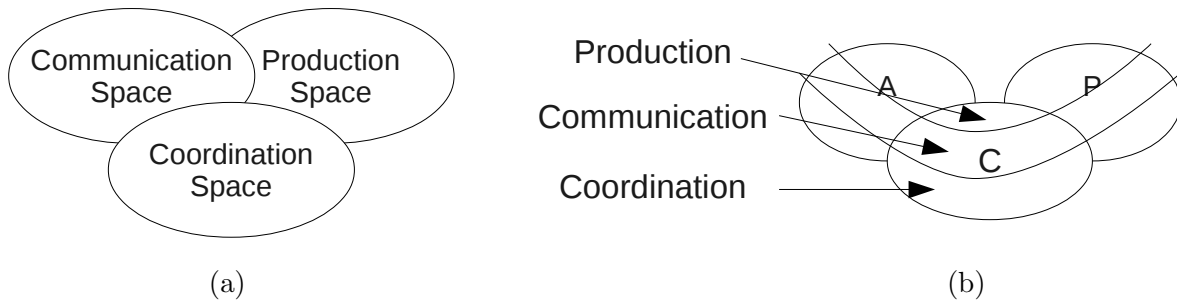 Communication
Space
Production
Space
Coordination
Space
(a)
Production
Communication
Coordination
A
P
C
(b)